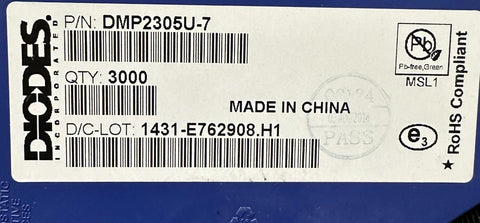 DIODES
INCORPORATED
P/N: DMP2305U-7
QTY: 3000
MADE IN CHINA
D/C-LOT: 1431-E762908.H1
PASS
Pb
Pb-free,Green
MSL1
e3
★RoHS Compliant